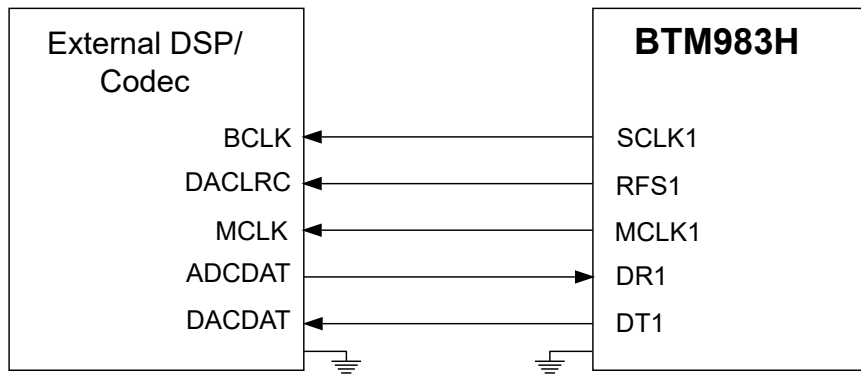 External DSP/
Codec
BTM983H
BCLK
SCLK1
DACLRC
RFS1
MCLK
MCLK1
ADCDAT
DR1
DACDAT
DT1